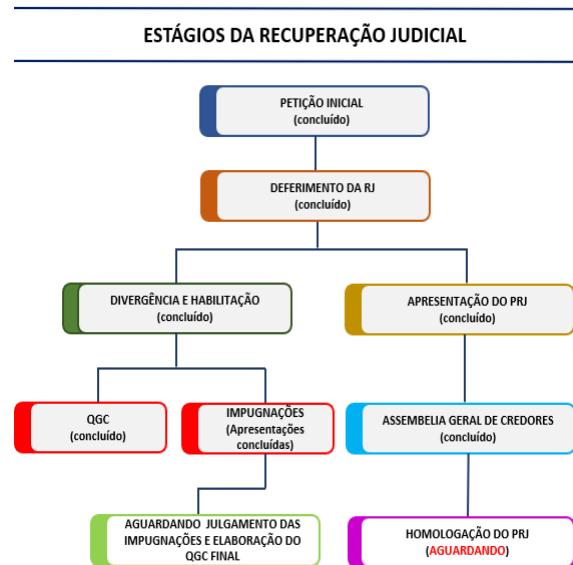 ESTÁGIOS DA RECUPERAÇÃO JUDICIAL
PETIÇÃO INICIAL
(concluído)
DEFERIMENTO DA RJ
(concluído)
DIVERGÊNCIA E HABILITAÇÃO
(concluído)
APRESENTAÇÃO DO PRJ
(concluído)
QGC
(concluído)
IMPUGNAÇÕES
(Apresentações
concluídas)
ASSEMBELIA GERAL DE CREDORES
(concluído)
AGUARDANDO JULGAMENTO DAS
IMPUGNAÇÕES E ELABORAÇÃO DO
QGC FINAL
HOMOLOGAÇÃO DO PRJ
(AGUARDANDO)